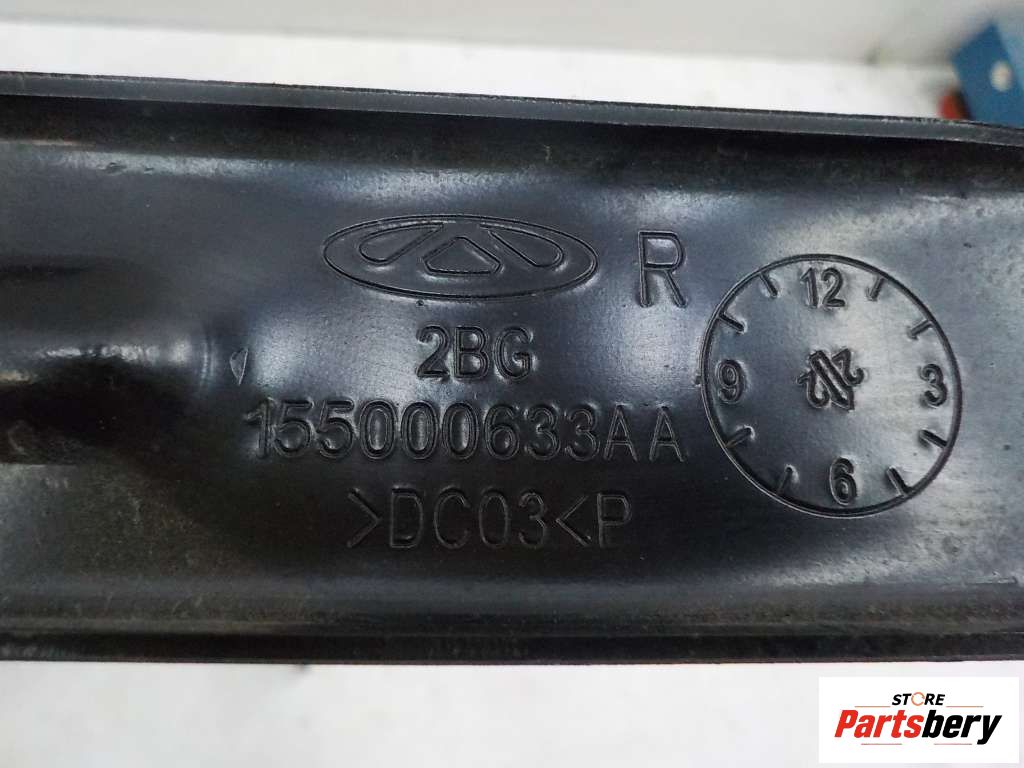 R
2BG
155000633AA
>DC03<P
12
9 3
6
STORE
Partsbery